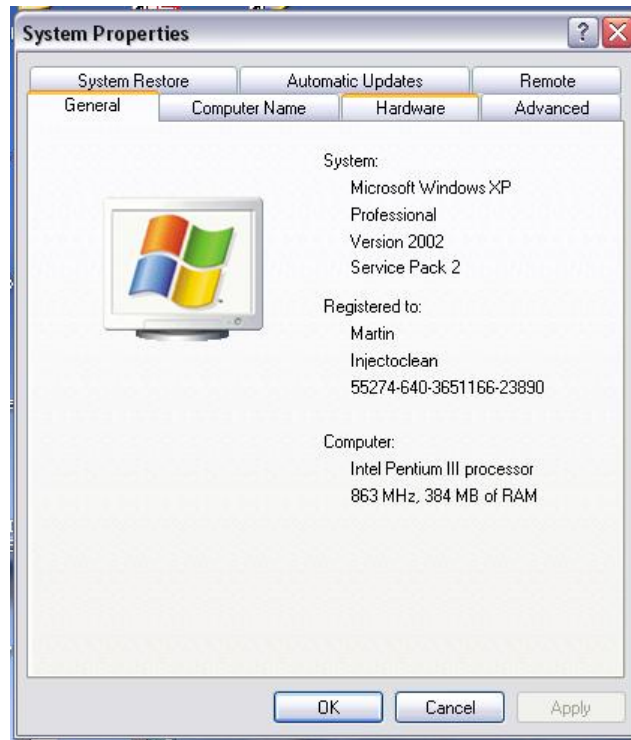 System Properties
System Restore
Automatic Updates
Remote
General
Computer Name
Hardware
Advanced
System:
Microsoft Windows XP
Professional
Version 2002
Service Pack 2
Registered to:
Martin
Injectoclean
55274-640-3651166-23890
Computer:
Intel Pentium III processor
863 MHz, 384 MB of RAM
OK
Cancel
Apply